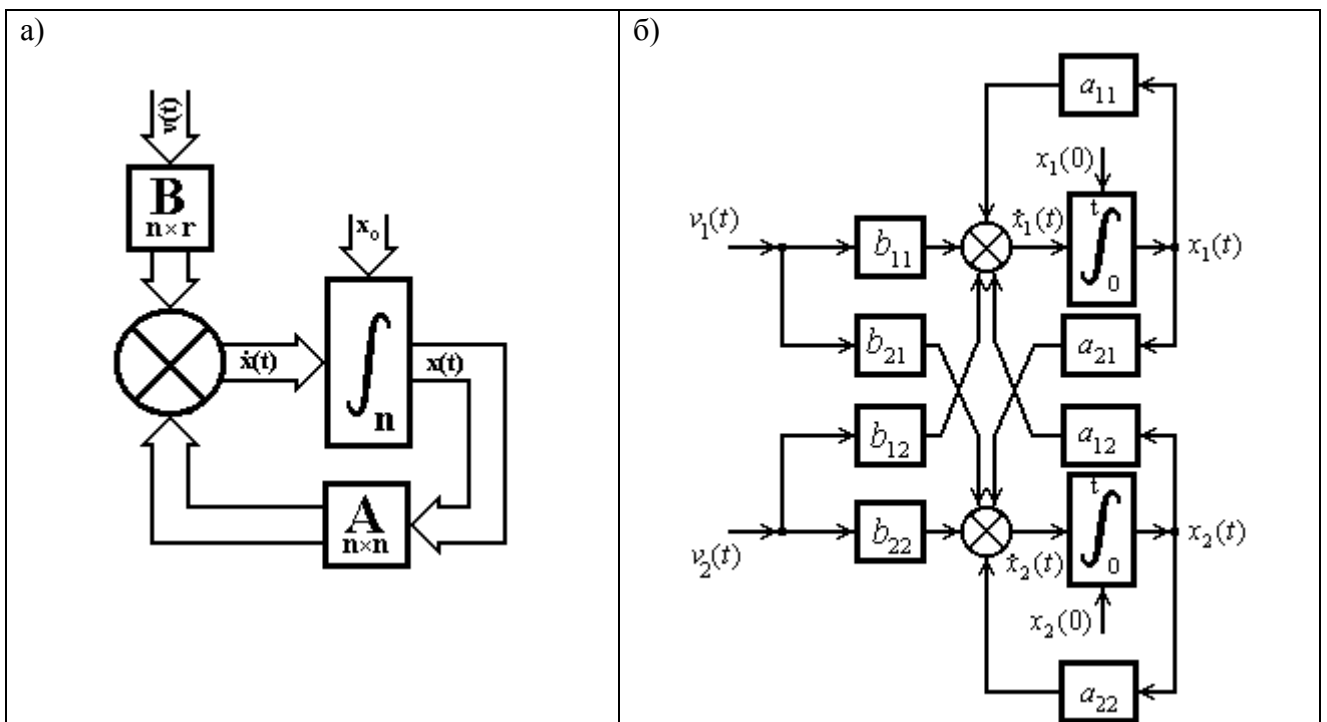 а)
v(t)
B
n×r
x₀
ẋ(t)
∫
n
x(t)
A
n×n
б)
a₁₁
x₁(0)
v₁(t)
b₁₁
ẋ₁(t)
t
∫
0
x₁(t)
b₂₁
a₂₁
b₁₂
a₁₂
v₂(t)
b₂₂
ẋ₂(t)
t
∫
0
x₂(t)
x₂(0)
a₂₂